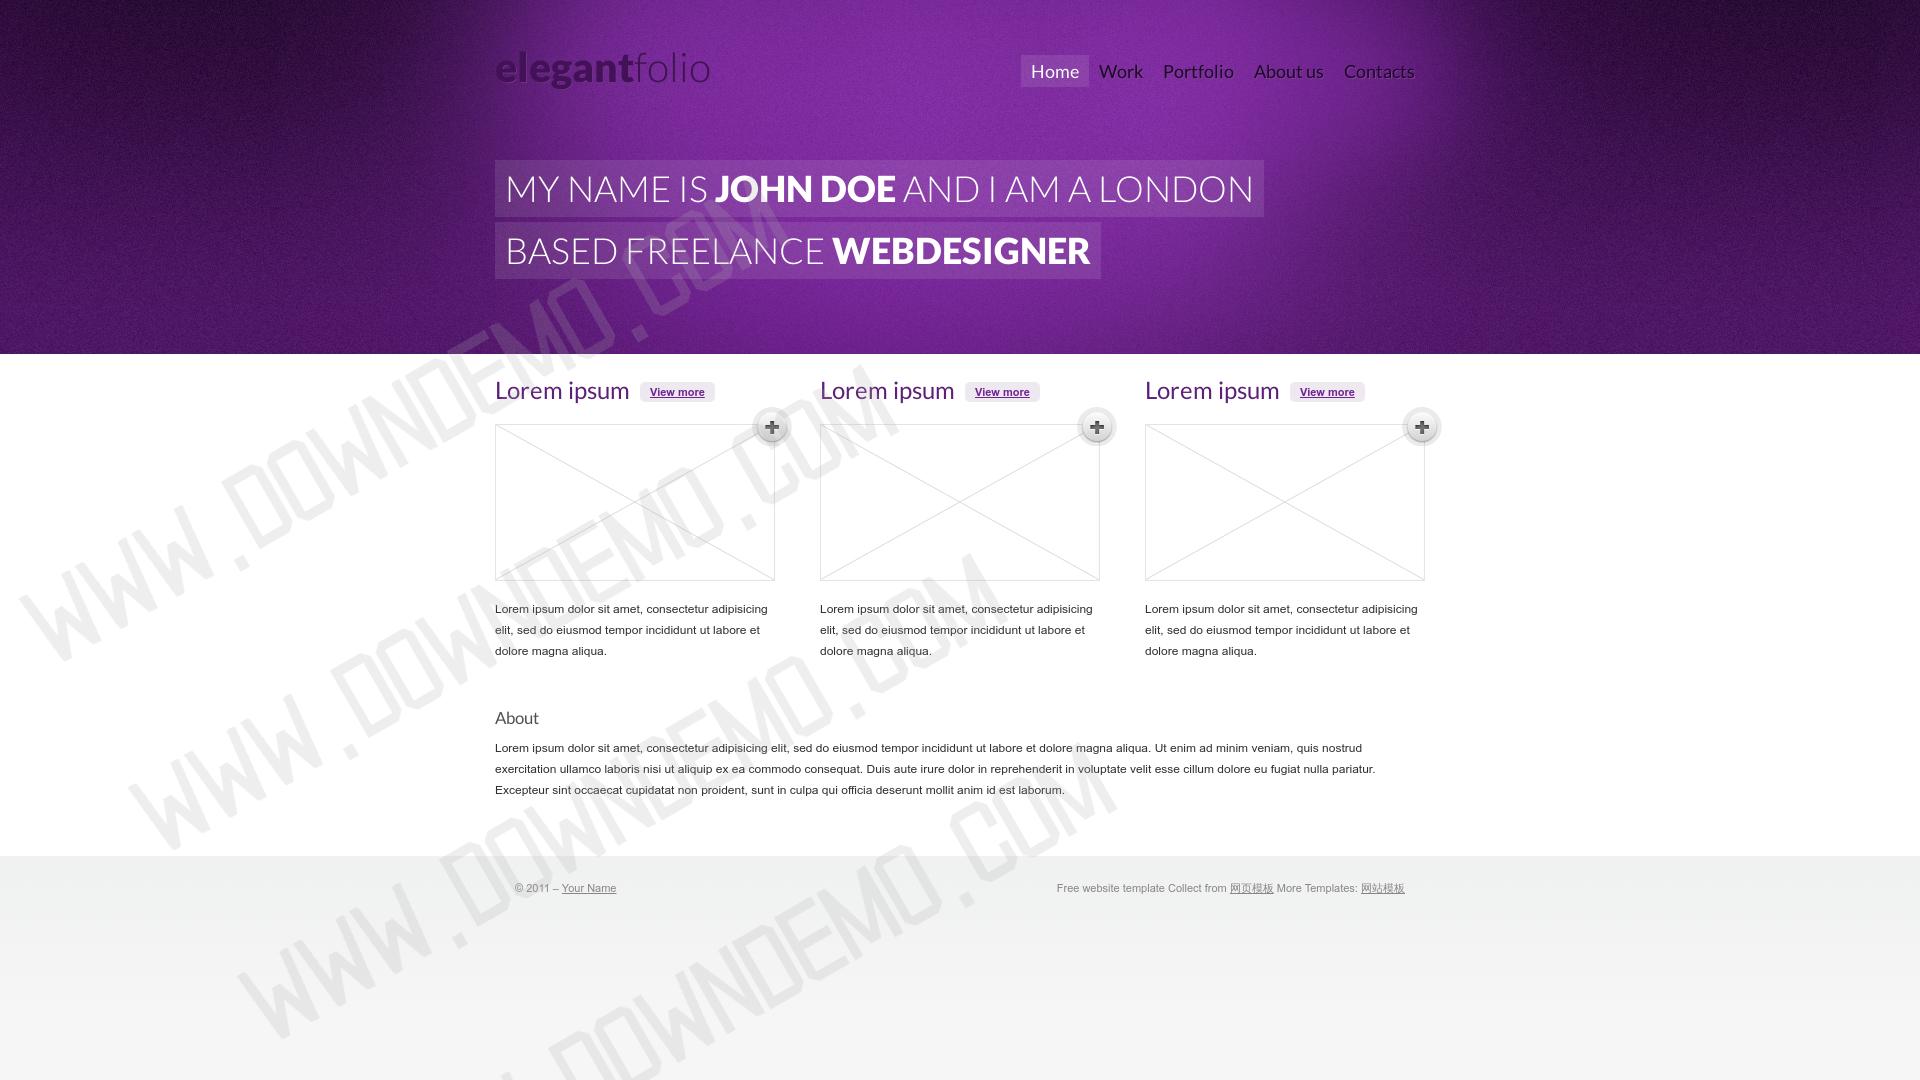 elegantfolio
Home Work Portfolio About us Contacts
MY NAME IS JOHN DOE AND I AM A LONDON
BASED FREELANCE WEBDESIGNER
Lorem ipsum View more
Lorem ipsum dolor sit amet, consectetur adipisicing
elit, sed do eiusmod tempor incididunt ut labore et
dolore magna aliqua.
Lorem ipsum View more
Lorem ipsum dolor sit amet, consectetur adipisicing
elit, sed do eiusmod tempor incididunt ut labore et
dolore magna aliqua.
Lorem ipsum View more
Lorem ipsum dolor sit amet, consectetur adipisicing
elit, sed do eiusmod tempor incididunt ut labore et
dolore magna aliqua.
About
Lorem ipsum dolor sit amet, consectetur adipisicing elit, sed do eiusmod tempor incididunt ut labore et dolore magna aliqua. Ut enim ad minim veniam, quis nostrud
exercitation ullamco laboris nisi ut aliquip ex ea commodo consequat. Duis aute irure dolor in reprehenderit in voluptate velit esse cillum dolore eu fugiat nulla pariatur.
Excepteur sint occaecat cupidatat non proident, sunt in culpa qui officia deserunt mollit anim id est laborum.
© 2011 – Your Name
Free website template Collect from 网页模板 More Templates: 网站模板
WWW.DOWNDEMO.COM
WWW.DOWNDEMO.COM
WWW.DOWNDEMO.COM
DOWNDEMO.COM